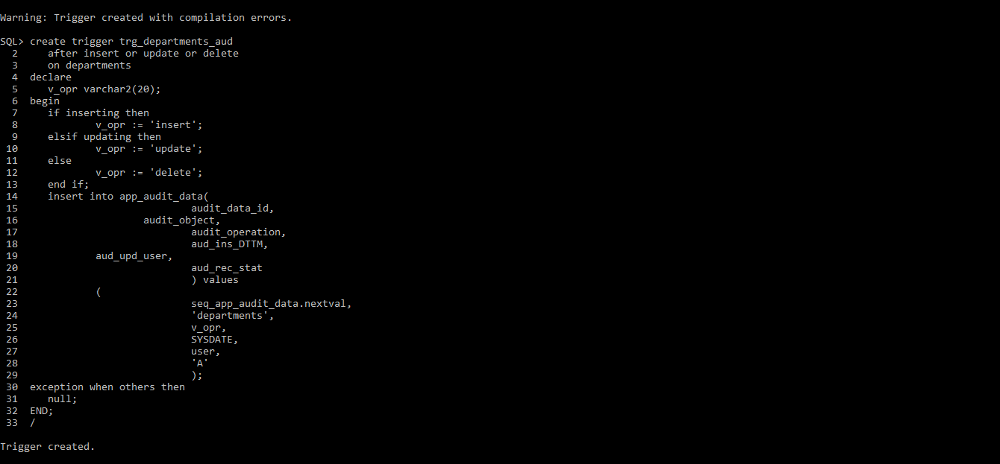 Warning: Trigger created with compilation errors.
SQL> create trigger trg_departments_aud
  2     after insert or update or delete
  3     on departments
  4  declare
  5     v_opr varchar2(20);
  6  begin
  7     if inserting then
  8             v_opr := 'insert';
  9     elsif updating then
 10             v_opr := 'update';
 11     else
 12             v_opr := 'delete';
 13     end if;
 14     insert into app_audit_data(
 15                             audit_data_id,
 16                     audit_object,
 17                             audit_operation,
 18                             aud_ins_DTTM,
 19             aud_upd_user,
 20                             aud_rec_stat
 21                             ) values
 22             (
 23                             seq_app_audit_data.nextval,
 24                             'departments',
 25                             v_opr,
 26                             SYSDATE,
 27                             user,
 28                             'A'
 29                             );
 30  exception when others then
 31     null;
 32  END;
 33  /
Trigger created.